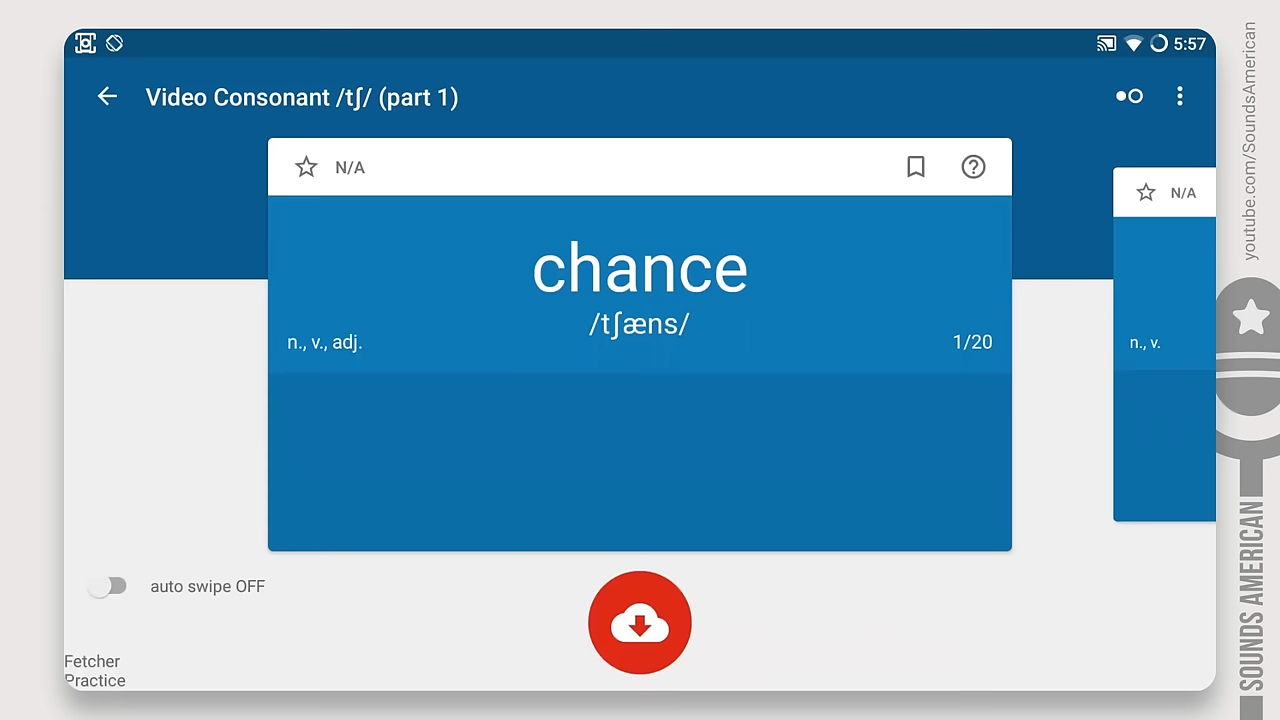 5:57
Video Consonant /tʃ/ (part 1)
N/A
chance
/tʃæns/
n., v., adj.
1/20
N/A
n., v.
auto swipe OFF
Fetcher
Practice
youtube.com/SoundsAmerican
SOUNDS AMERICAN